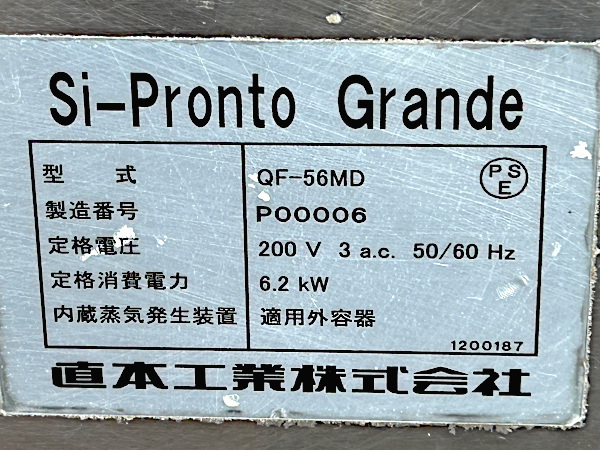 Si-Pronto Grande
型 式 QF-56MD PSE
製造番号 P00006
定格電圧 200 V 3 a.c. 50/60 Hz
定格消費電力 6.2 kW
内蔵蒸気発生装置 適用外容器
1200187
直本工業株式会社